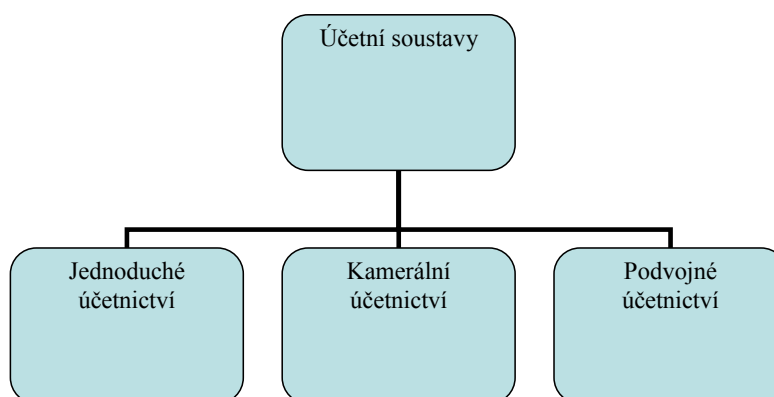 Účetní soustavy
Jednoduché
účetnictví
Kamerální
účetnictví
Podvojné
účetnictví